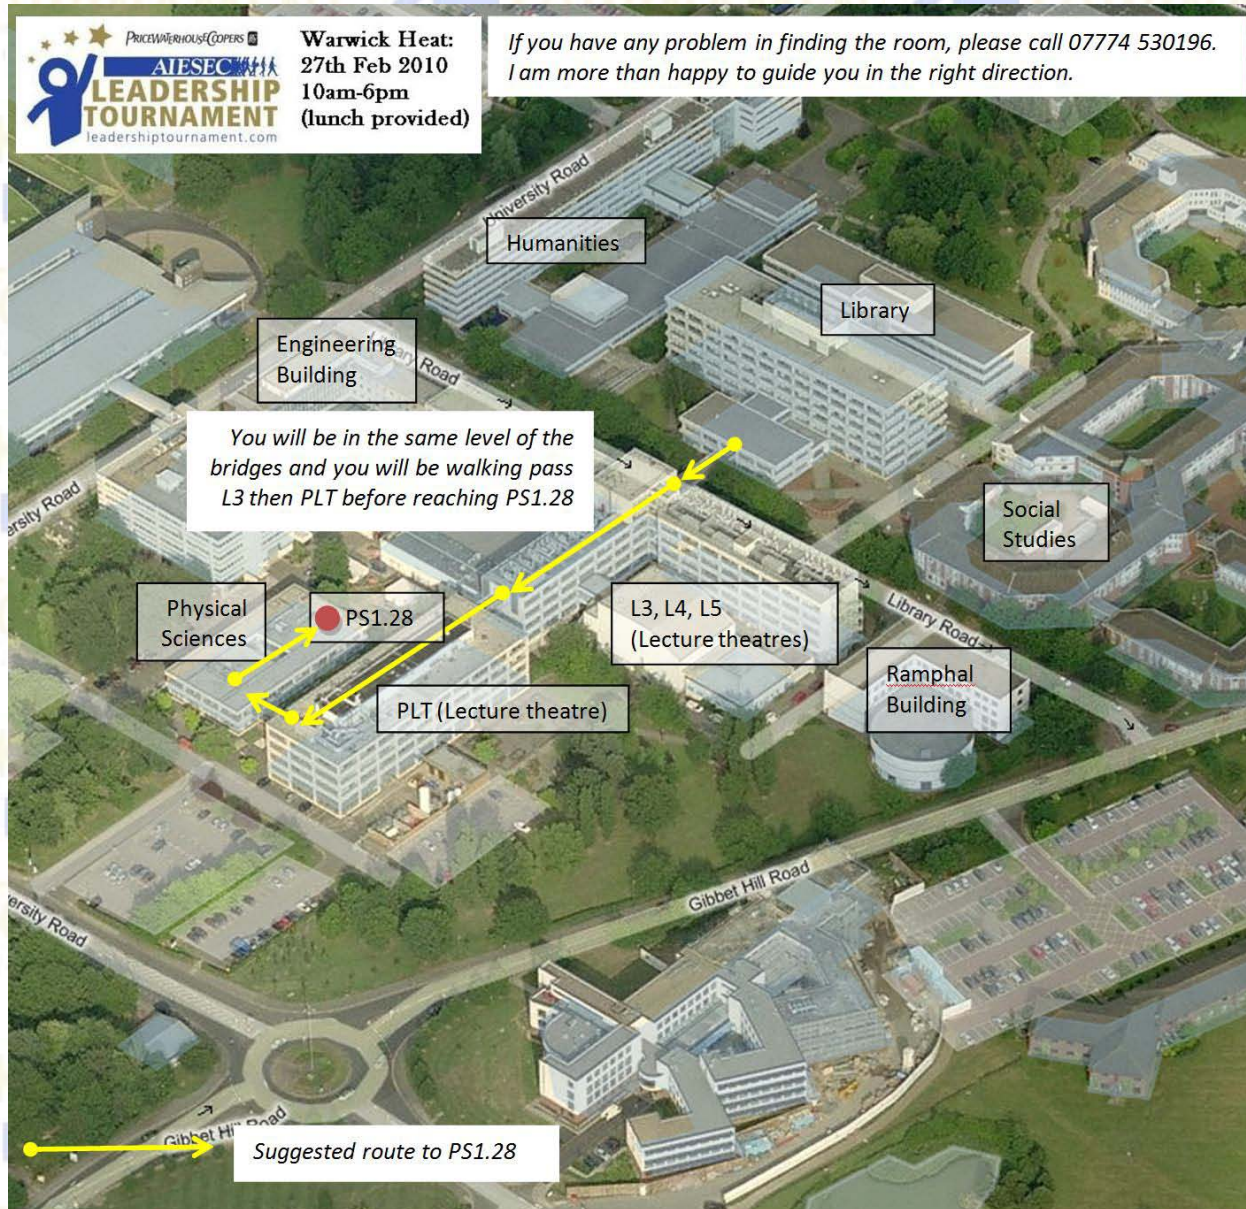 PRICEWATERHOUSECOOPERS
AIESEC
LEADERSHIP
TOURNAMENT
leadershiptournament.com
Warwick Heat:
27th Feb 2010
10am-6pm
(lunch provided)
If you have any problem in finding the room, please call 07774 530196.
I am more than happy to guide you in the right direction.
University Road
Humanities
Library
Engineering
Building
Library Road
You will be in the same level of the
bridges and you will be walking pass
L3 then PLT before reaching PS1.28
ersity Road
Social
Studies
Physical
Sciences
PS1.28
L3, L4, L5
(Lecture theatres)
Library Road
Ramphal
Building
PLT (Lecture theatre)
Gibbet Hill Road
ersity Road
Gibbet Hill Road
Suggested route to PS1.28